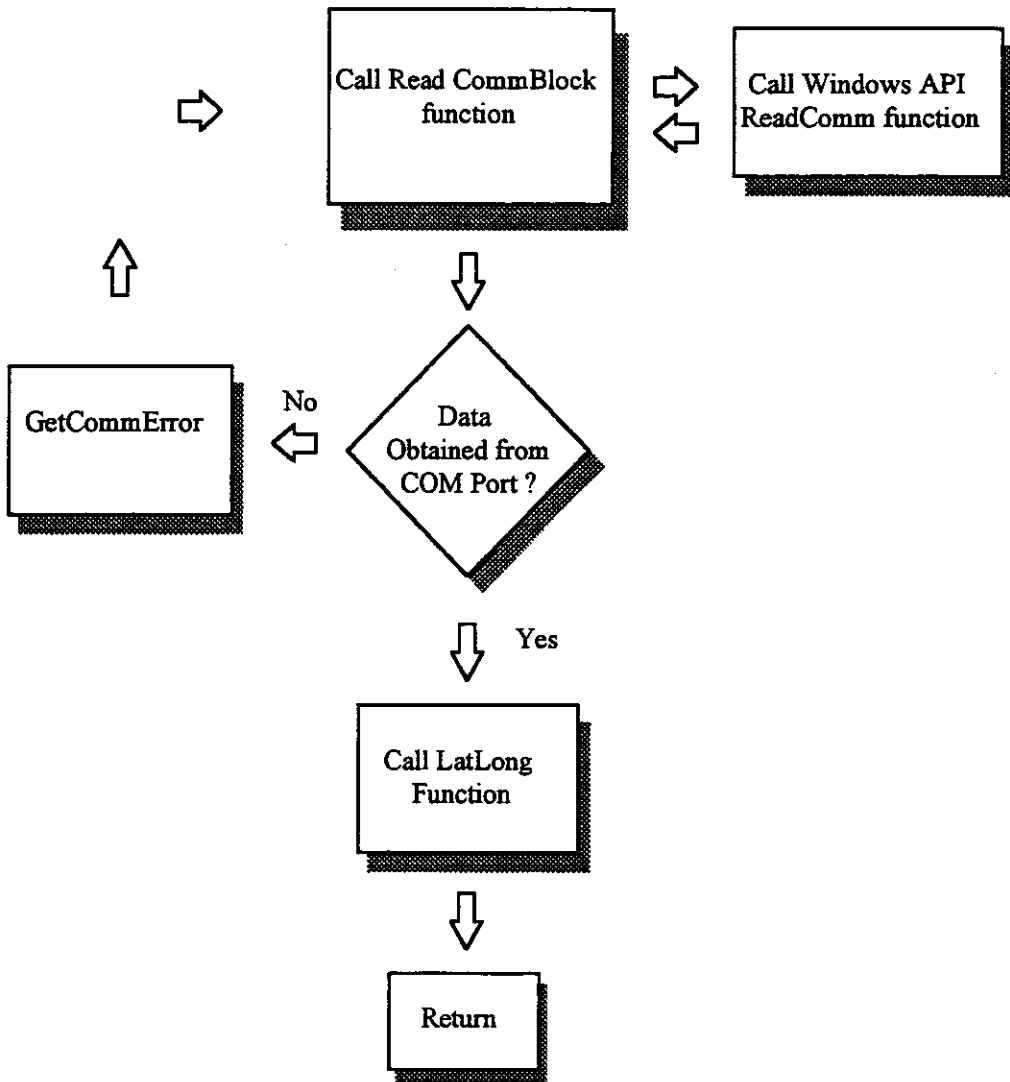 Call Read CommBlock
function
Call Windows API
ReadComm function
GetCommError
No
Data
Obtained from
COM Port ?
Yes
Call LatLong
Function
Return